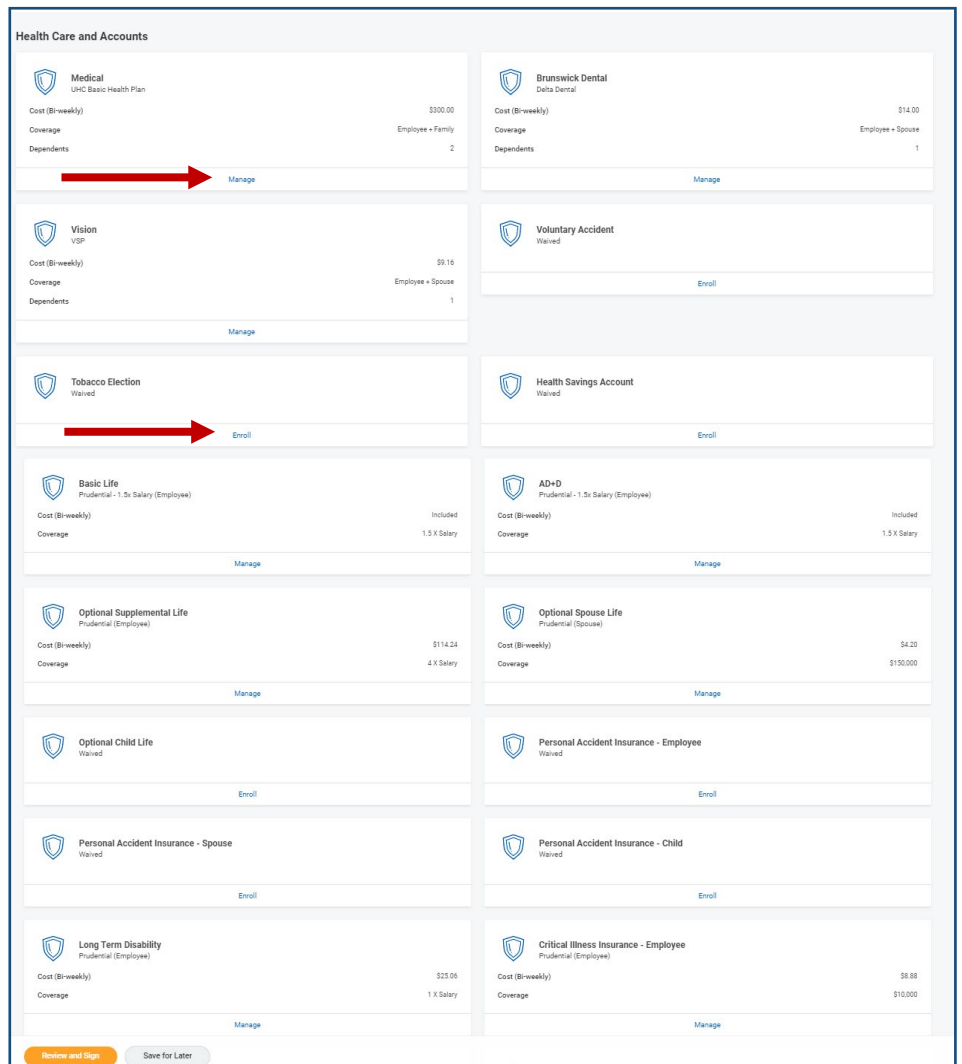 Health Care and Accounts
Medical
UHC Basic Health Plan
Cost (Bi-weekly) $300.00
Coverage Employee + Family
Dependents 2
Manage
Brunswick Dental
Delta Dental
Cost (Bi-weekly) $14.00
Coverage Employee + Spouse
Dependents 1
Manage
Vision
VSP
Cost (Bi-weekly) $9.16
Coverage Employee + Spouse
Dependents 1
Manage
Voluntary Accident
Waived
Enroll
Tobacco Election
Waived
Enroll
Health Savings Account
Waived
Enroll
Basic Life
Prudential - 1.5x Salary (Employee)
Cost (Bi-weekly) Included
Coverage 1.5 X Salary
Manage
AD+D
Prudential - 1.5x Salary (Employee)
Cost (Bi-weekly) Included
Coverage 1.5 X Salary
Manage
Optional Supplemental Life
Prudential (Employee)
Cost (Bi-weekly) $114.24
Coverage 4 X Salary
Manage
Optional Spouse Life
Prudential (Spouse)
Cost (Bi-weekly) $4.20
Coverage $150,000
Manage
Optional Child Life
Waived
Enroll
Personal Accident Insurance - Employee
Waived
Enroll
Personal Accident Insurance - Spouse
Waived
Enroll
Personal Accident Insurance - Child
Waived
Enroll
Long Term Disability
Prudential (Employee)
Cost (Bi-weekly) $25.06
Coverage 1 X Salary
Manage
Critical Illness Insurance - Employee
Prudential (Employee)
Cost (Bi-weekly) $8.88
Coverage $10,000
Manage
Review and Sign
Save for Later